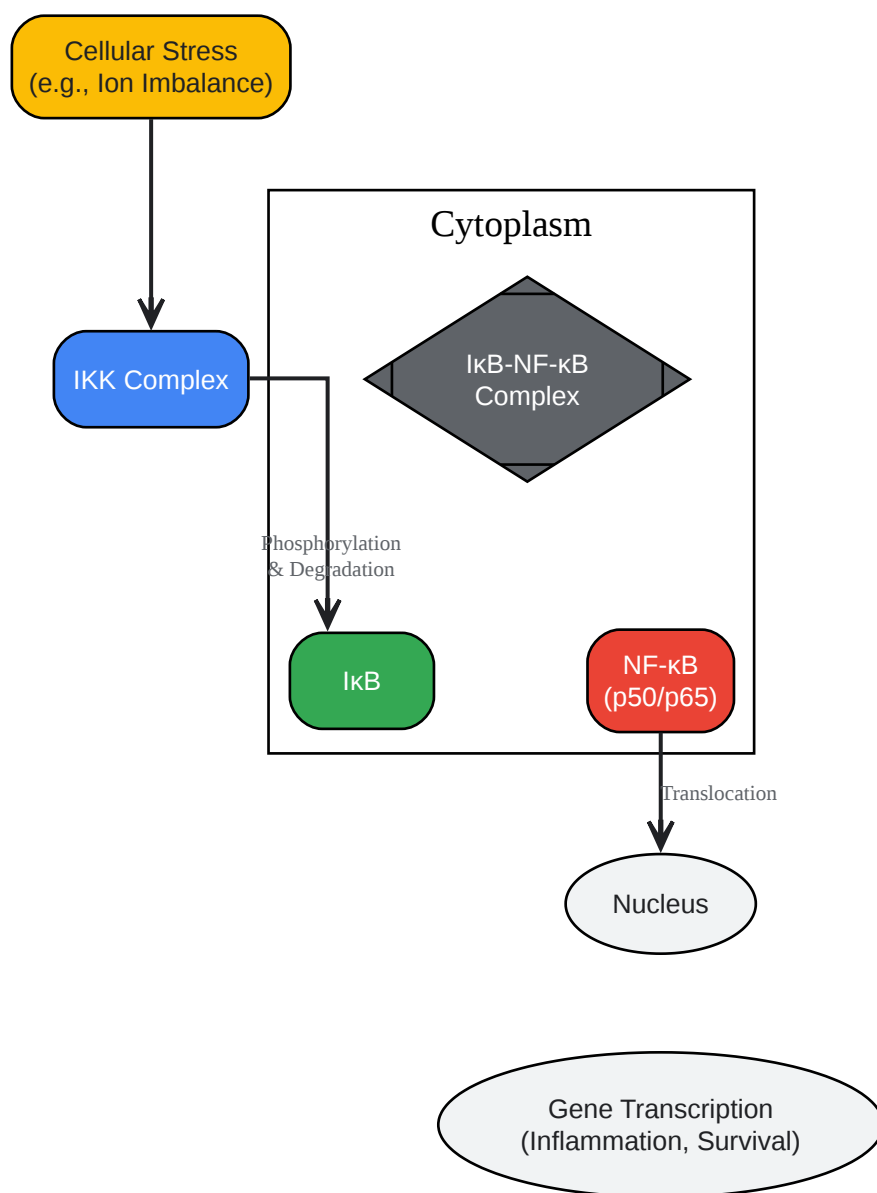 Cellular Stress
(e.g., Ion Imbalance)
Cytoplasm
IKK Complex
IκB-NF-κB
Complex
Phosphorylation
& Degradation
IκB
NF-κB
(p50/p65)
Translocation
Nucleus
Gene Transcription
(Inflammation, Survival)